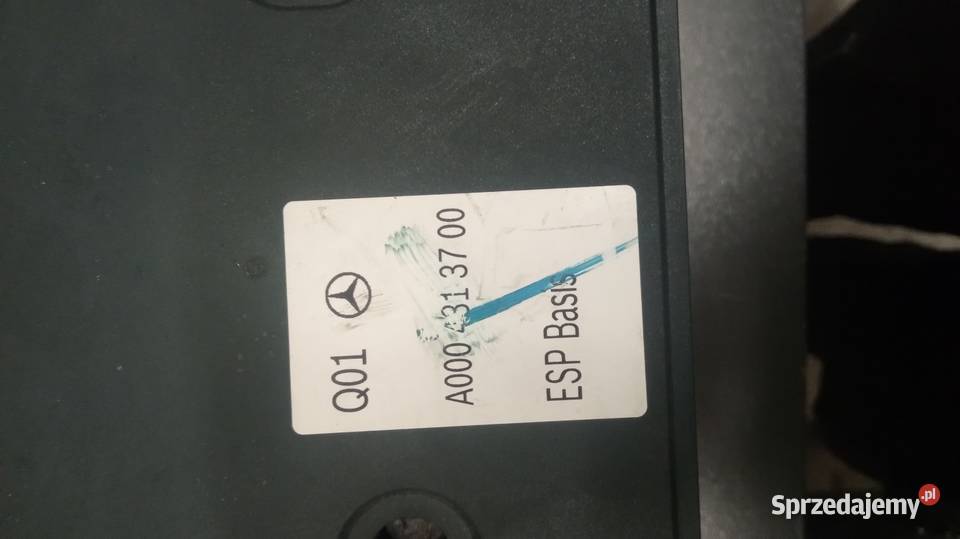 Q01
A000 431 37 00
ESP Basis
Sprzedajemy.pl